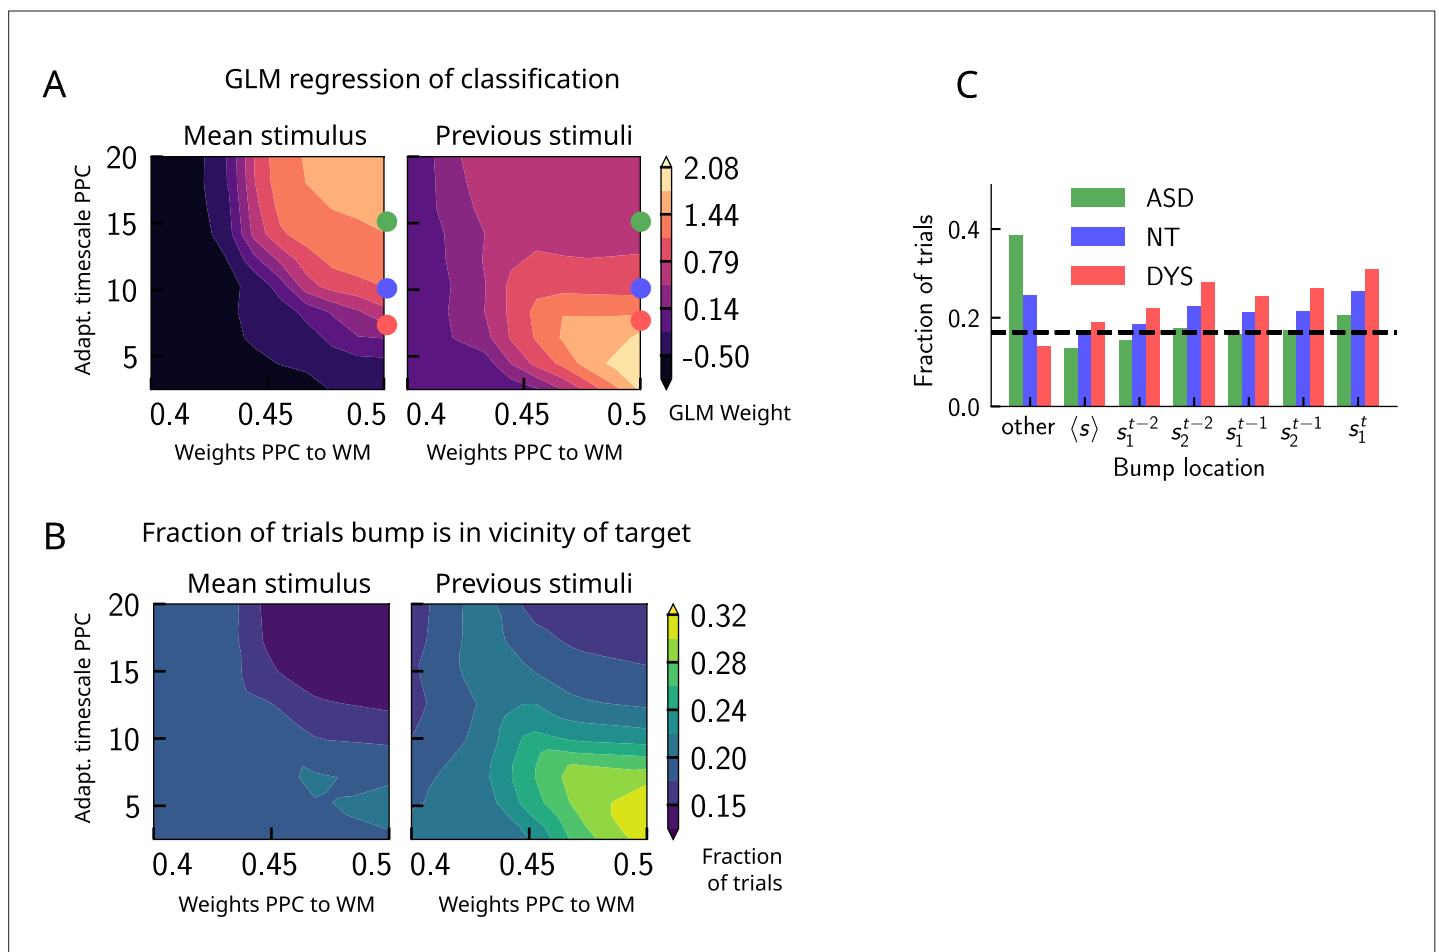 A
GLM regression of classification
Mean stimulus
Previous stimuli
Adapt. timescale PPC
20
15
10
5
0.4
0.45
0.5
0.4
0.45
0.5
Weights PPC to WM
Weights PPC to WM
2.08
1.44
0.79
0.14
-0.50
GLM Weight
B
Fraction of trials bump is in vicinity of target
Mean stimulus
Previous stimuli
Adapt. timescale PPC
20
15
10
5
0.4
0.45
0.5
0.4
0.45
0.5
Weights PPC to WM
Weights PPC to WM
0.32
0.28
0.24
0.20
0.15
Fraction
of trials
C
ASD
NT
DYS
Fraction of trials
0.4
0.2
0.0
other ⟨s⟩ s₁ᵗ⁻² s₂ᵗ⁻² s₁ᵗ⁻¹ s₂ᵗ⁻¹ s₁ᵗ
Bump location